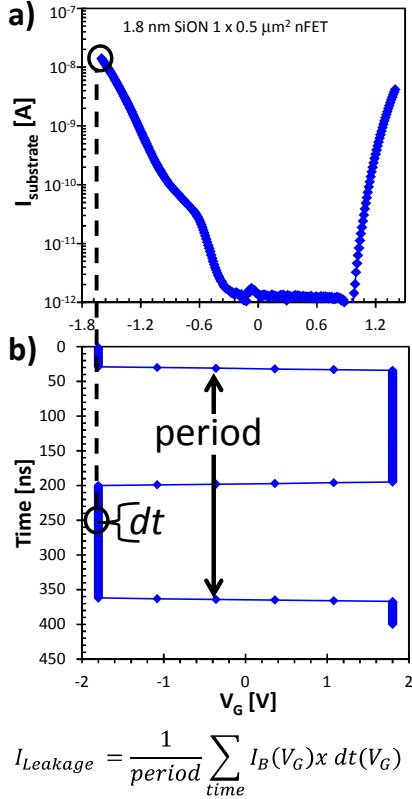 a)
1.8 nm SiON 1 x 0.5 µm² nFET
I_substrate [A]
10⁻⁷
10⁻⁸
10⁻⁹
10⁻¹⁰
10⁻¹¹
10⁻¹²
-1.8 -1.2 -0.6 0 0.6 1.2
b)
Time [ns]
0
50
100
150
200
250
300
350
400
450
period
dt
-2 -1 0 1 2
V_G [V]
I_Leakage = 1/period ∑_time I_B(V_G)x dt(V_G)